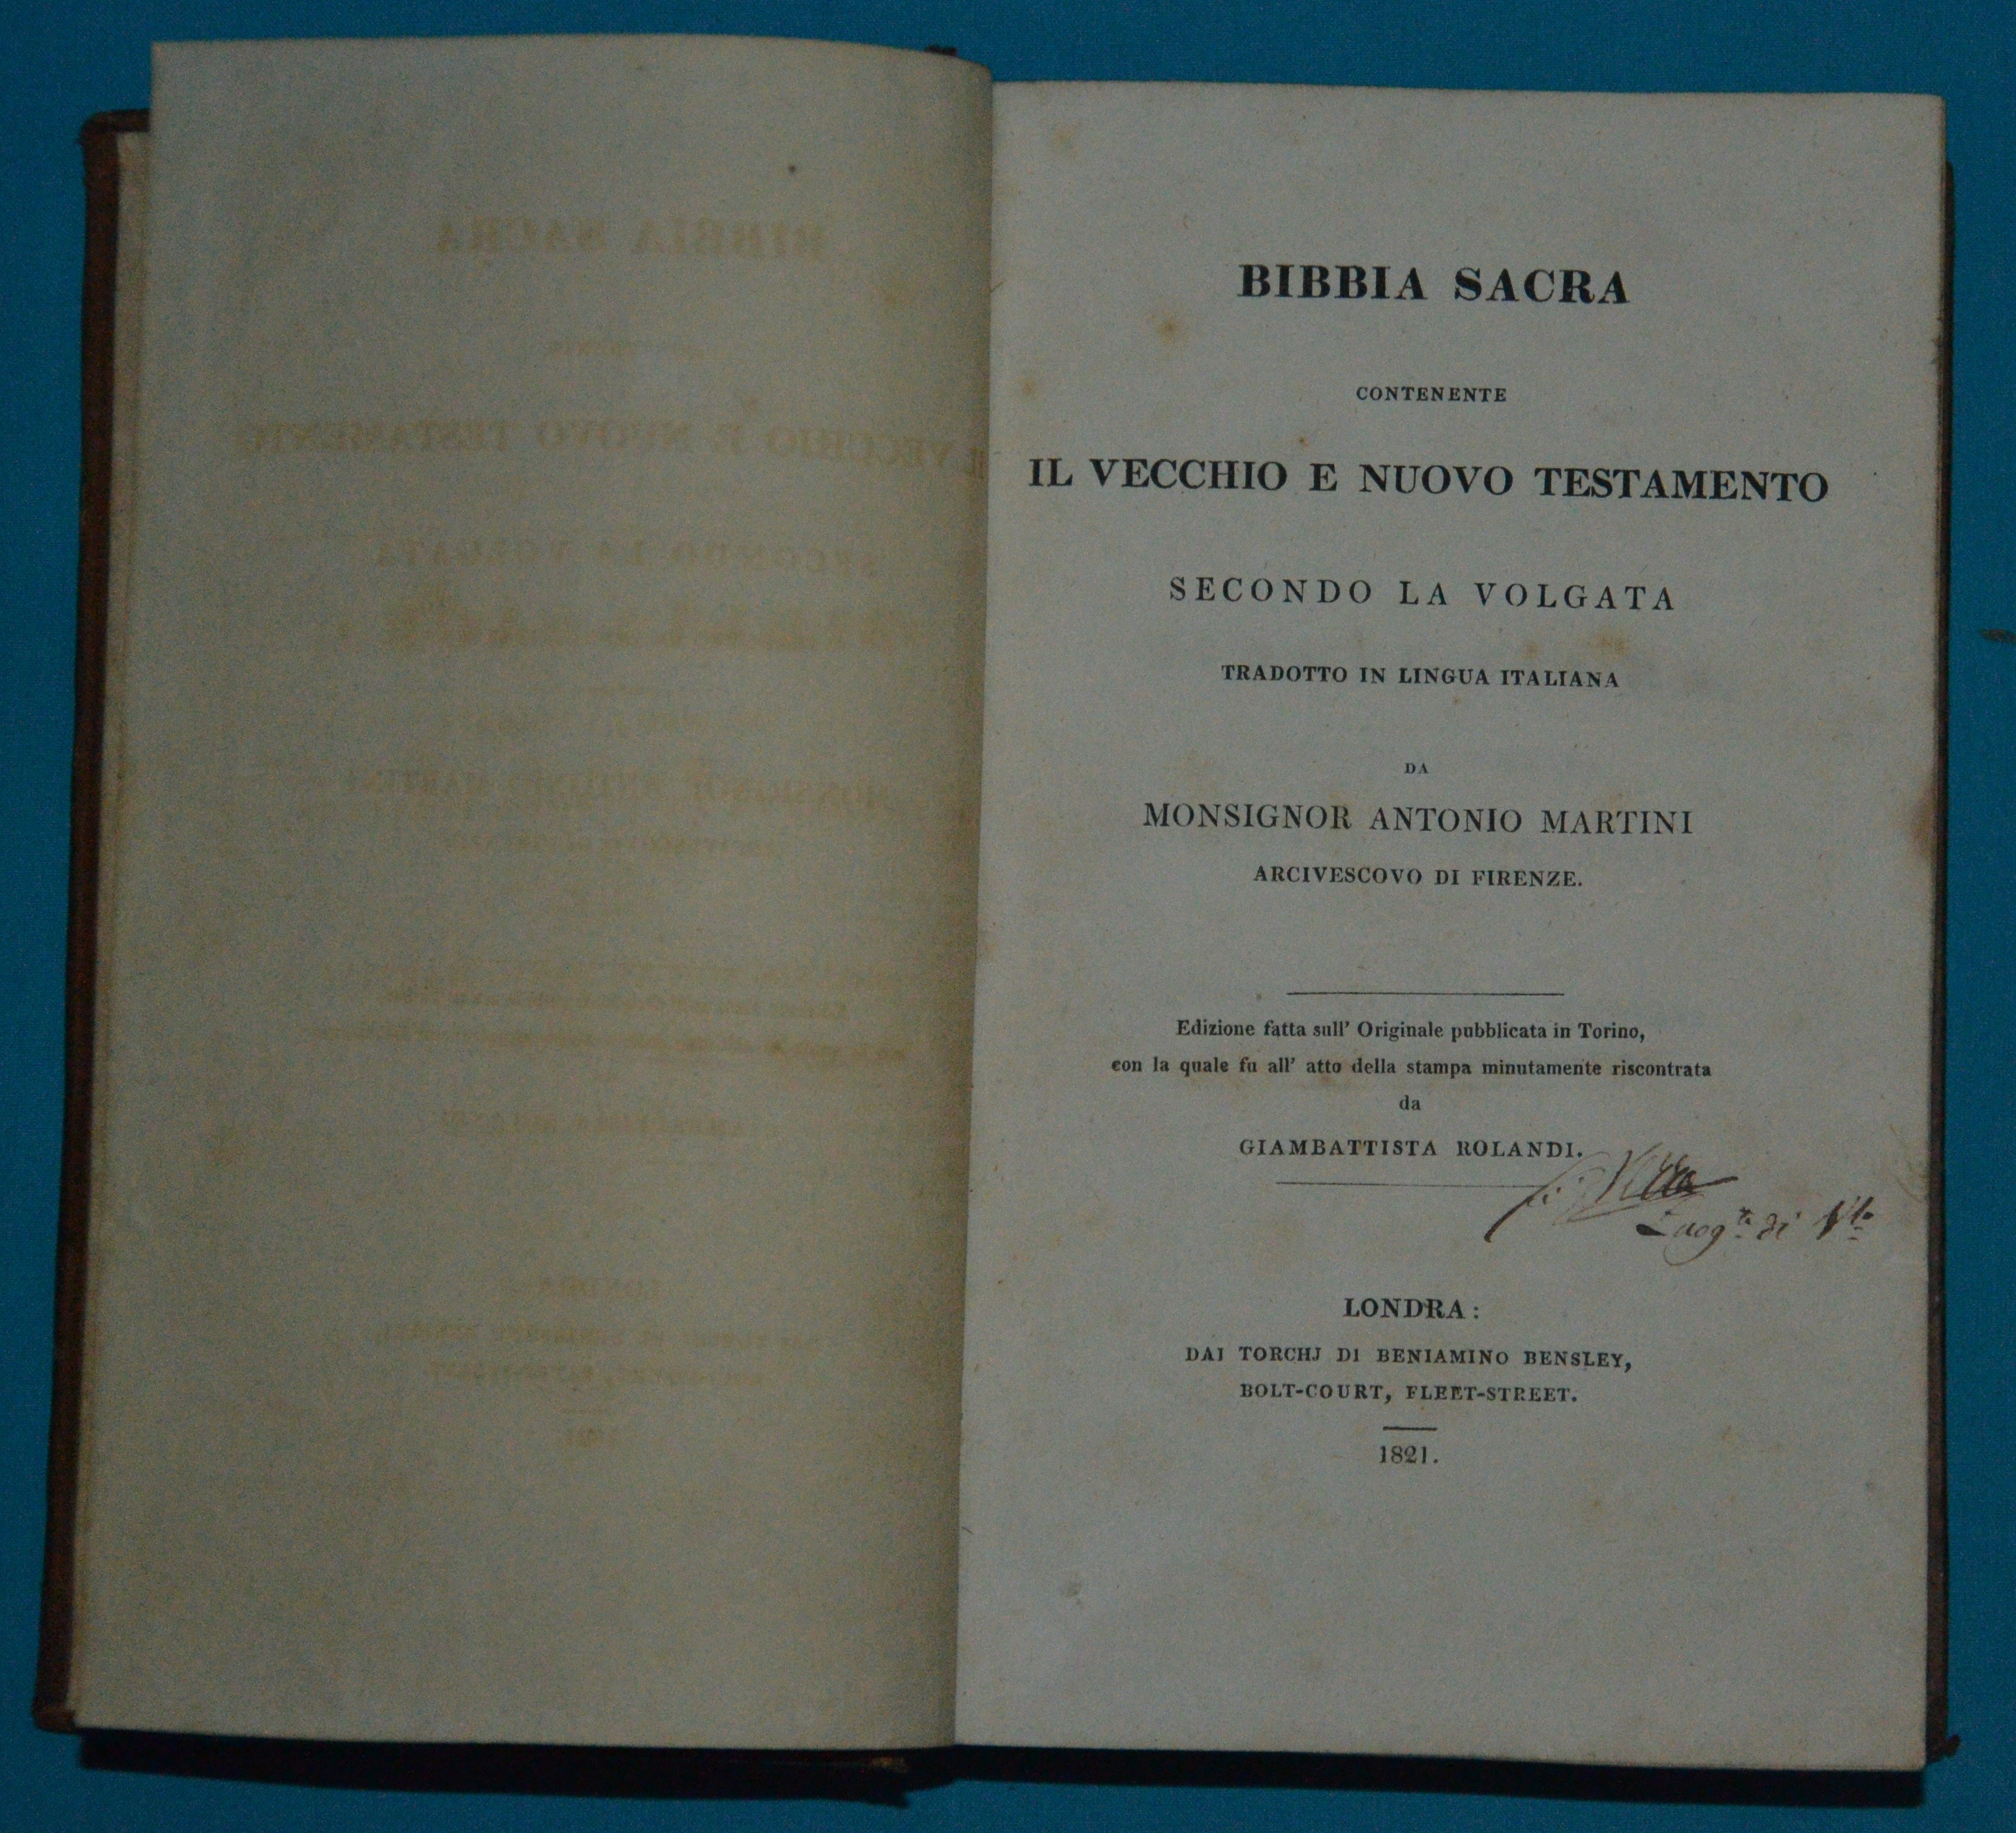 BIBBIA SACRA
CONTENENTE
IL VECCHIO E NUOVO TESTAMENTO
SECONDO LA VOLGATA
TRADOTTO IN LINGUA ITALIANA
DA
MONSIGNOR ANTONIO MARTINI
ARCIVESCOVO DI FIRENZE.
Edizione fatta sull' Originale pubblicata in Torino,
con la quale fu all' atto della stampa minutamente riscontrata
da
GIAMBATTISTA ROLANDI.
LONDRA:
DAI TORCHJ DI BENIAMINO BENSLEY,
BOLT-COURT, FLEET-STREET.
1821.